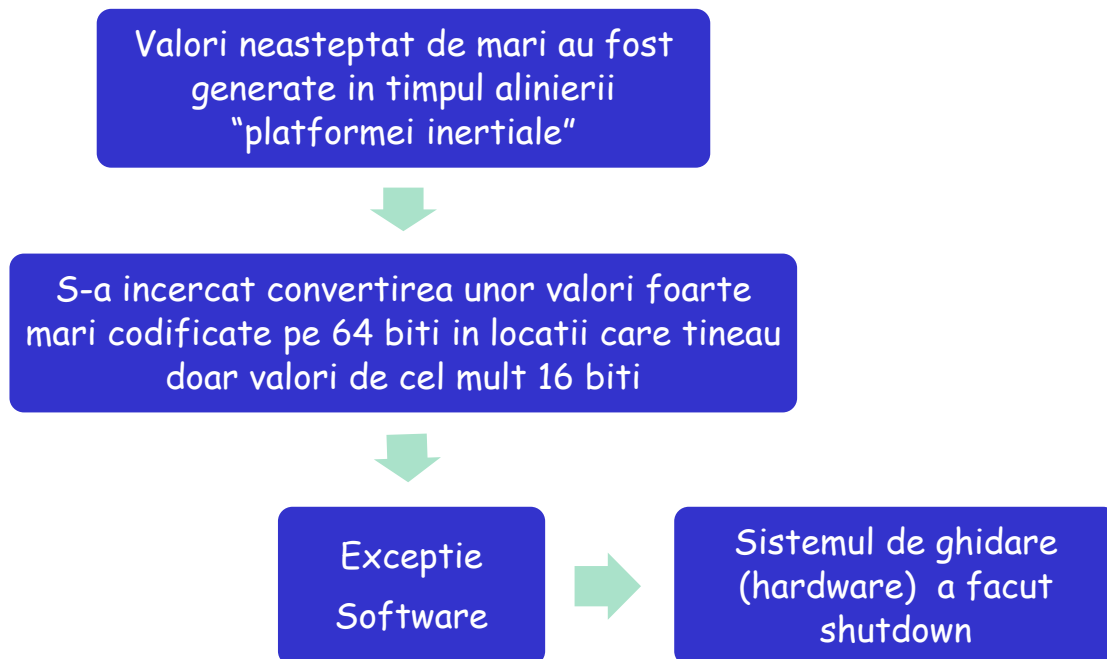 Valori neasteptat de mari au fost
generate in timpul alinierii
“platformei inertiale”
S-a incercat convertirea unor valori foarte
mari codificate pe 64 biti in locatii care tineau
doar valori de cel mult 16 biti
Exceptie
Software
Sistemul de ghidare
(hardware) a facut
shutdown